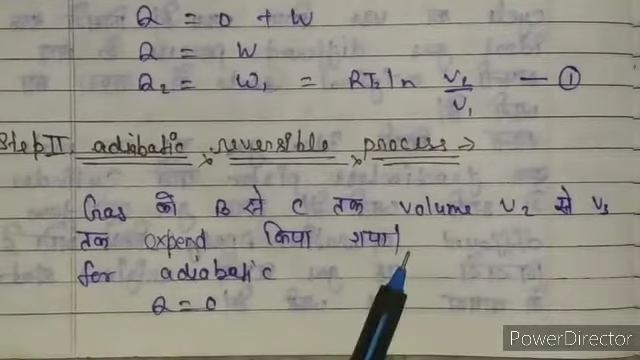 Q = 0 + W
Q = W
Q₂ = W₁ = RT₂ ln V₂/V₁ — ①
Step II adiabatic, reversible, process →
Gas को B से C तक volume V₂ से V₃
तक expend किया गया।
for adiabatic
Q = 0
PowerDirector